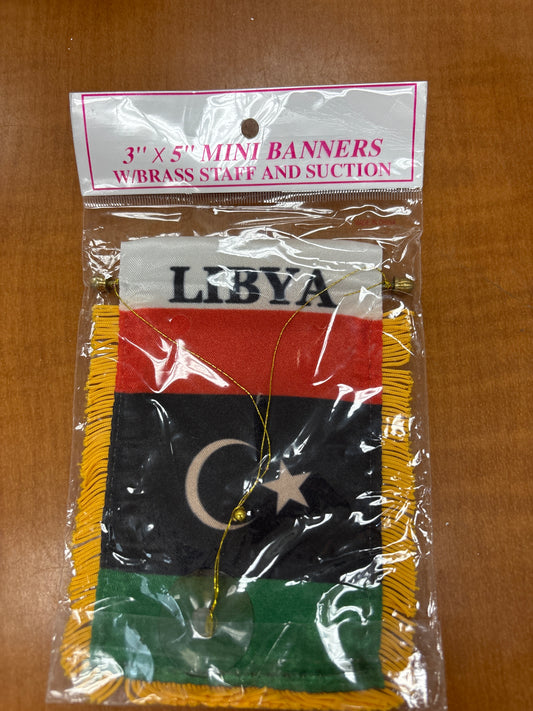 3" X 5" MINI BANNERS
W/BRASS STAFF AND SUCTION
LIBYA